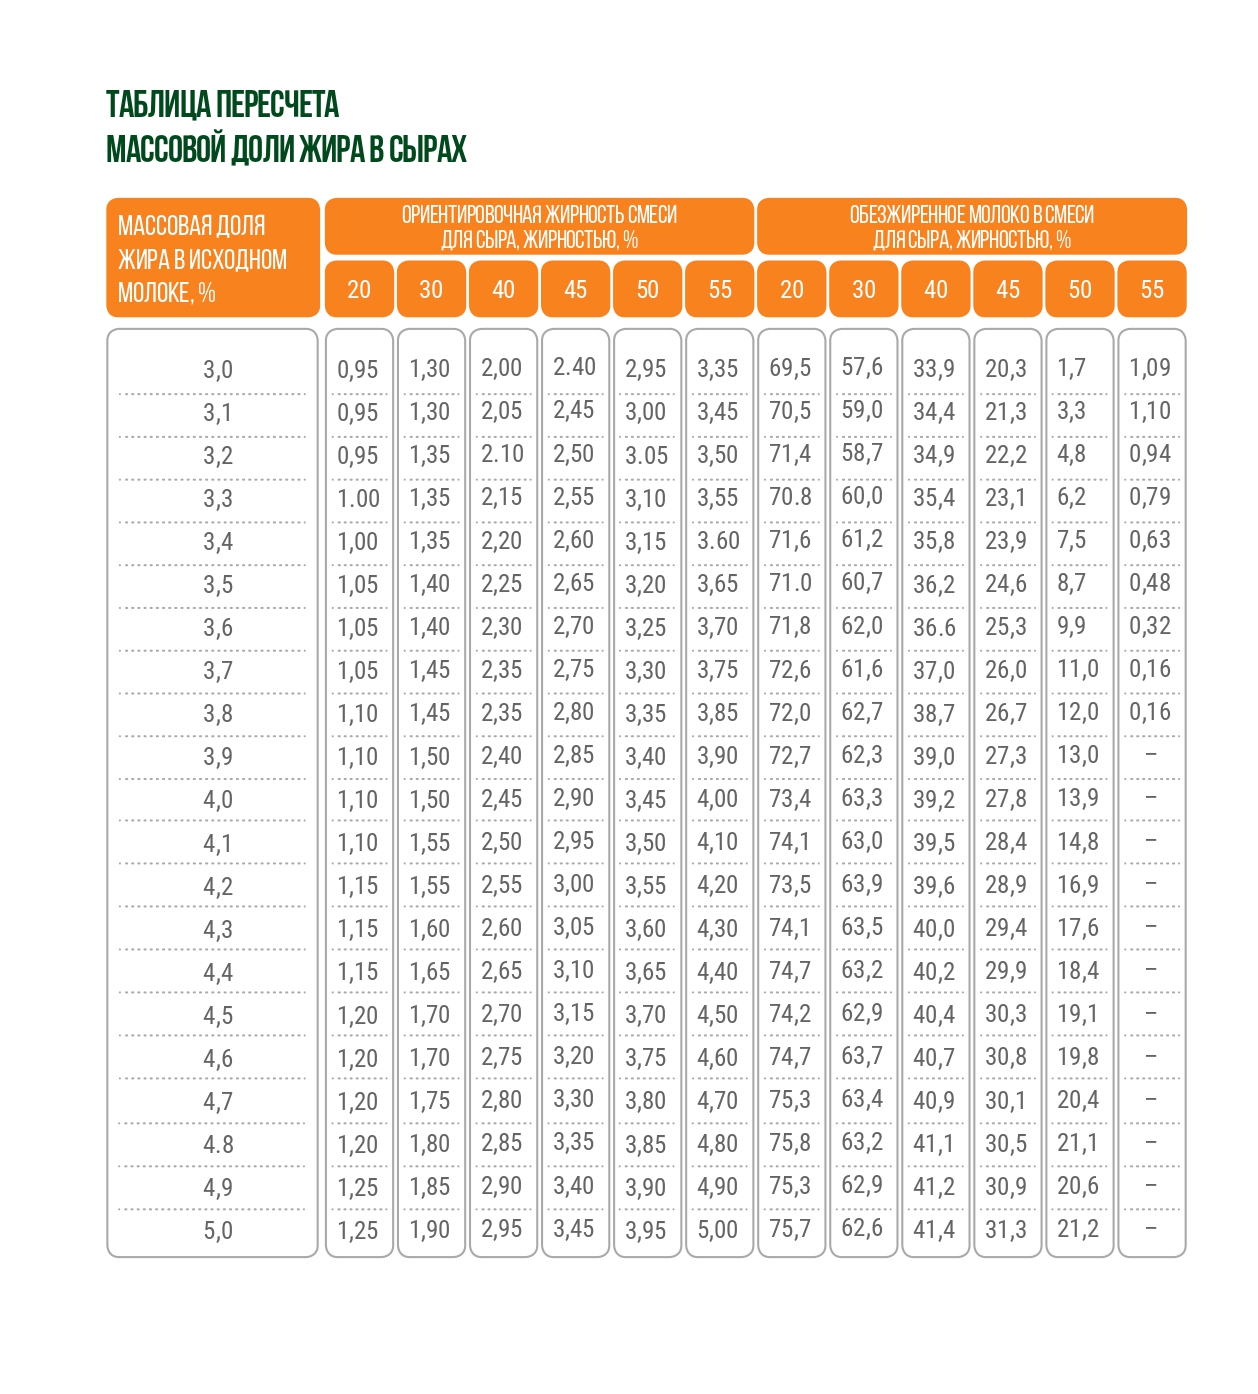 ТАБЛИЦА ПЕРЕСЧЕТА
МАССОВОЙ ДОЛИ ЖИРА В СЫРАХ
МАССОВАЯ ДОЛЯ
ЖИРА В ИСХОДНОМ
МОЛОКЕ, %
ОРИЕНТИРОВОЧНАЯ ЖИРНОСТЬ СМЕСИ
ДЛЯ СЫРА, ЖИРНОСТЬЮ, %
ОБЕЗЖИРЕННОЕ МОЛОКО В СМЕСИ
ДЛЯ СЫРА, ЖИРНОСТЬЮ, %
20 30 40 45 50 55 20 30 40 45 50 55
3,0 0,95 1,30 2,00 2.40 2,95 3,35 69,5 57,6 33,9 20,3 1,7 1,09
3,1 0,95 1,30 2,05 2,45 3,00 3,45 70,5 59,0 34,4 21,3 3,3 1,10
3,2 0,95 1,35 2.10 2,50 3.05 3,50 71,4 58,7 34,9 22,2 4,8 0,94
3,3 1.00 1,35 2,15 2,55 3,10 3,55 70.8 60,0 35,4 23,1 6,2 0,79
3,4 1,00 1,35 2,20 2,60 3,15 3.60 71,6 61,2 35,8 23,9 7,5 0,63
3,5 1,05 1,40 2,25 2,65 3,20 3,65 71.0 60,7 36,2 24,6 8,7 0,48
3,6 1,05 1,40 2,30 2,70 3,25 3,70 71,8 62,0 36.6 25,3 9,9 0,32
3,7 1,05 1,45 2,35 2,75 3,30 3,75 72,6 61,6 37,0 26,0 11,0 0,16
3,8 1,10 1,45 2,35 2,80 3,35 3,85 72,0 62,7 38,7 26,7 12,0 0,16
3,9 1,10 1,50 2,40 2,85 3,40 3,90 72,7 62,3 39,0 27,3 13,0 –
4,0 1,10 1,50 2,45 2,90 3,45 4,00 73,4 63,3 39,2 27,8 13,9 –
4,1 1,10 1,55 2,50 2,95 3,50 4,10 74,1 63,0 39,5 28,4 14,8 –
4,2 1,15 1,55 2,55 3,00 3,55 4,20 73,5 63,9 39,6 28,9 16,9 –
4,3 1,15 1,60 2,60 3,05 3,60 4,30 74,1 63,5 40,0 29,4 17,6 –
4,4 1,15 1,65 2,65 3,10 3,65 4,40 74,7 63,2 40,2 29,9 18,4 –
4,5 1,20 1,70 2,70 3,15 3,70 4,50 74,2 62,9 40,4 30,3 19,1 –
4,6 1,20 1,70 2,75 3,20 3,75 4,60 74,7 63,7 40,7 30,8 19,8 –
4,7 1,20 1,75 2,80 3,30 3,80 4,70 75,3 63,4 40,9 30,1 20,4 –
4.8 1,20 1,80 2,85 3,35 3,85 4,80 75,8 63,2 41,1 30,5 21,1 –
4,9 1,25 1,85 2,90 3,40 3,90 4,90 75,3 62,9 41,2 30,9 20,6 –
5,0 1,25 1,90 2,95 3,45 3,95 5,00 75,7 62,6 41,4 31,3 21,2 –